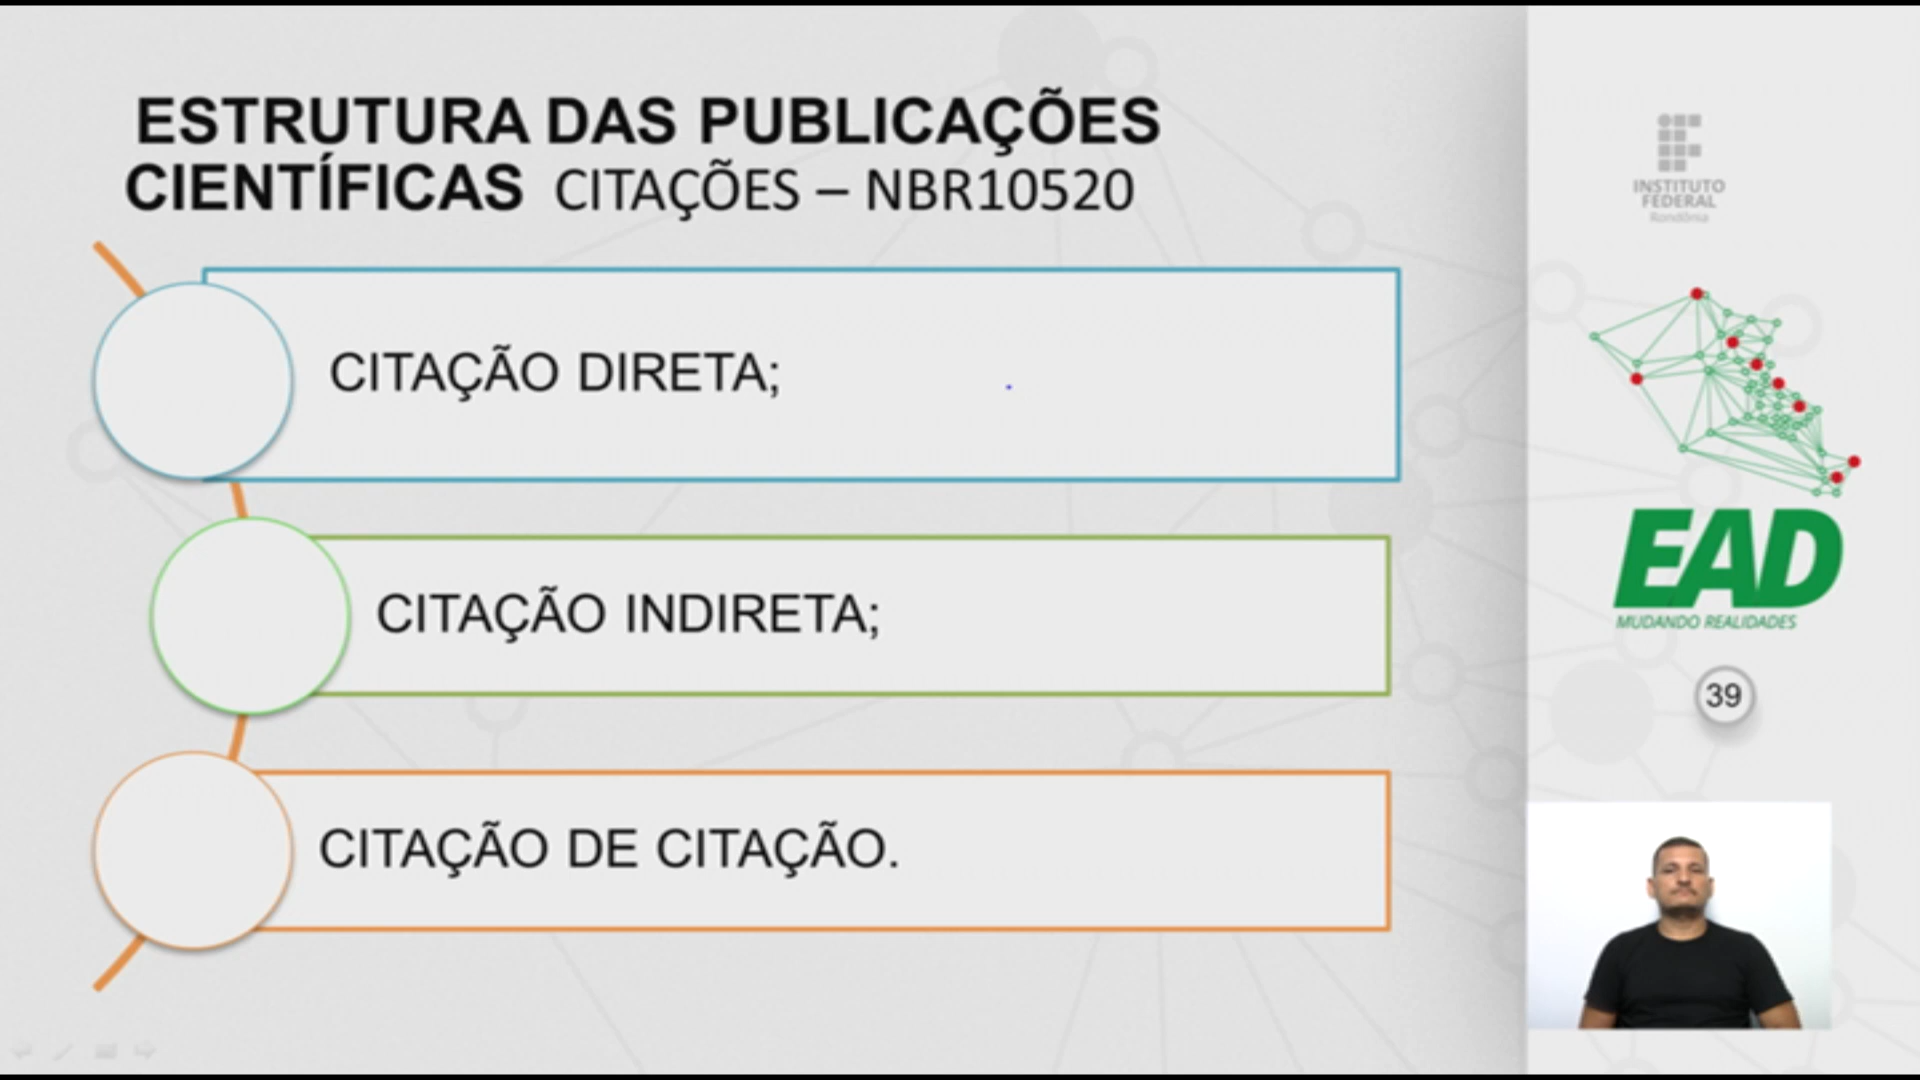 ESTRUTURA DAS PUBLICAÇÕES
CIENTÍFICAS CITAÇÕES – NBR10520
CITAÇÃO DIRETA;
CITAÇÃO INDIRETA;
CITAÇÃO DE CITAÇÃO.
INSTITUTO
FEDERAL
Rondônia
EAD
MUDANDO REALIDADES
39